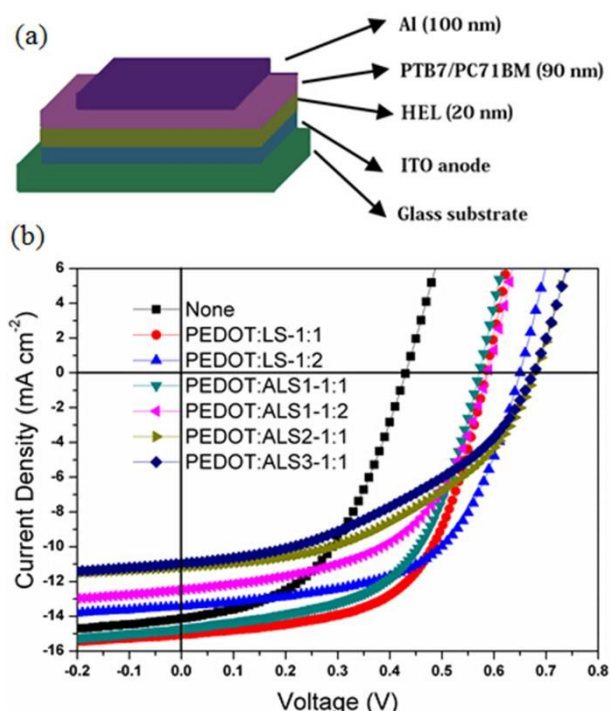 (a)
Al (100 nm)
PTB7/PC71BM (90 nm)
HEL (20 nm)
ITO anode
Glass substrate
(b)
Current Density (mA cm⁻²)
6
4
2
0
-2
-4
-6
-8
-10
-12
-14
-16
None
PEDOT:LS-1:1
PEDOT:LS-1:2
PEDOT:ALS1-1:1
PEDOT:ALS1-1:2
PEDOT:ALS2-1:1
PEDOT:ALS3-1:1
-0.2 -0.1 0.0 0.1 0.2 0.3 0.4 0.5 0.6 0.7 0.8
Voltage (V)